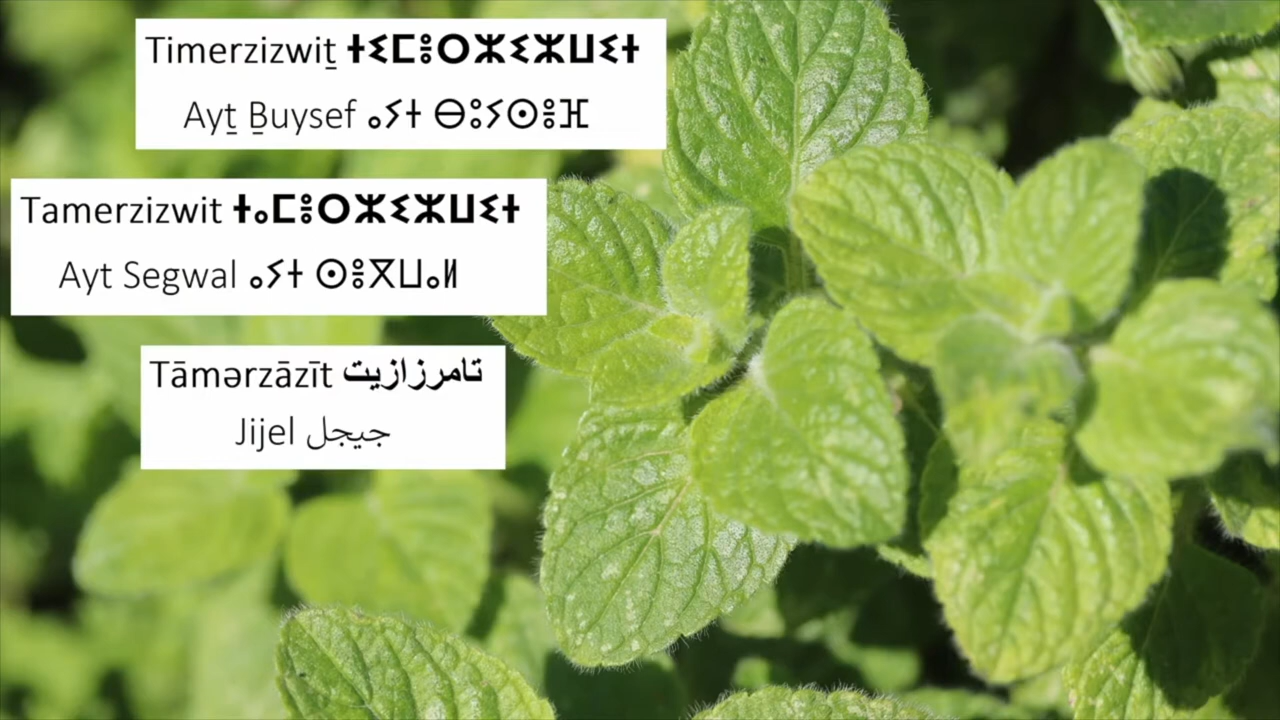 Timerzizwiṯ ⵜⵉⵎⴻⵔⵣⵉⵣⵡⵉⵜ
Ayṯ Ḇuysef ⴰⵢⵜ ⴱⵓⵢⵙⴻⴼ
Tamerzizwit ⵜⴰⵎⴻⵔⵣⵉⵣⵡⵉⵜ
Ayt Segwal ⴰⵢⵜ ⵙⴻⴳⵡⴰⵍ
Tāmərzāzīt تامرزازيت
Jijel جيجل